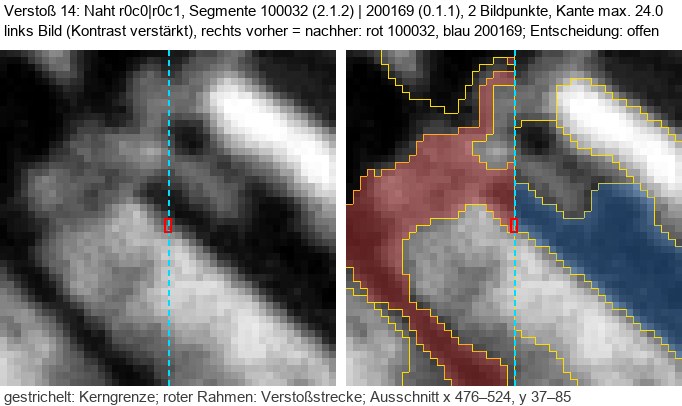 Verstoß 14: Naht r0c0|r0c1, Segmente 100032 (2.1.2) | 200169 (0.1.1), 2 Bildpunkte, Kante max. 24.0
links Bild (Kontrast verstärkt), rechts vorher = nachher: rot 100032, blau 200169; Entscheidung: offen
gestrichelt: Kerngrenze; roter Rahmen: Verstoßstrecke; Ausschnitt x 476–524, y 37–85